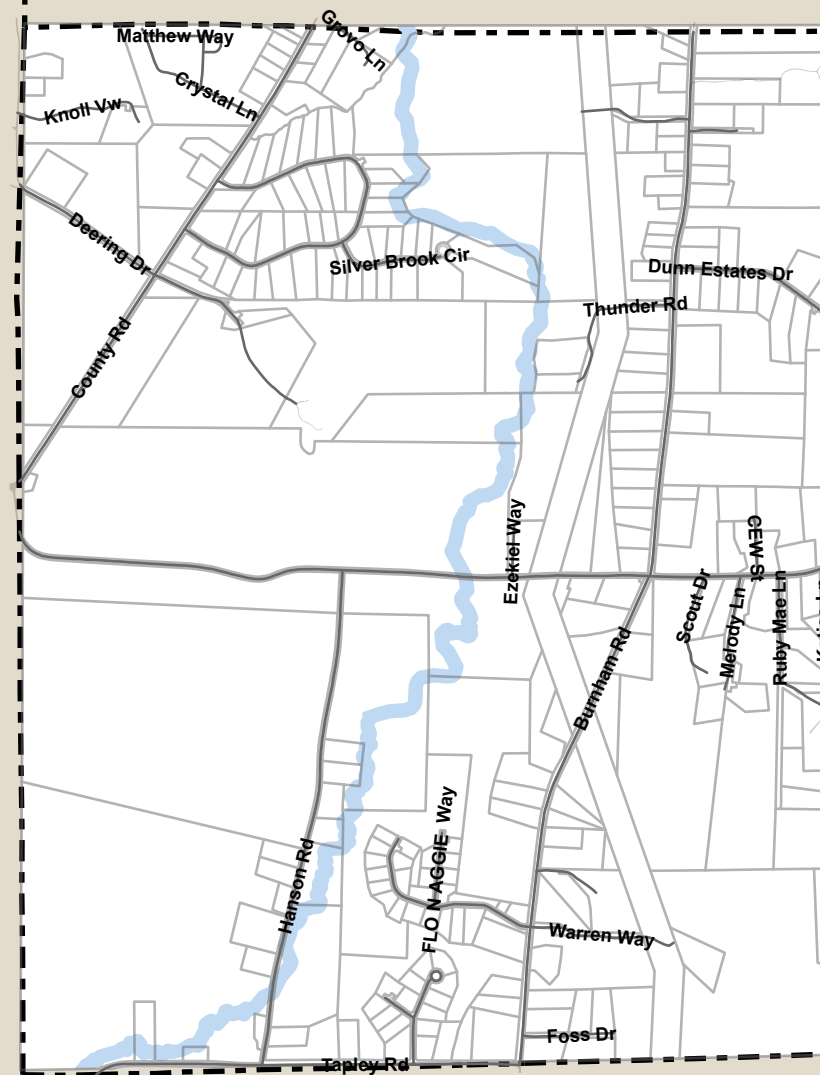 Grovo Ln
Matthew Way
Crystal Ln
Knoll Vw
Deering Dr
Silver Brook Cir
Dunn Estates Dr
Thunder Rd
County Rd
Ezekiel Way
CEW St
Scout Dr
Melody Ln
Ruby Mae Ln
Burnham Rd
FLO N AGGIE Way
Hanson Rd
Warren Way
Foss Dr
Tapley Rd